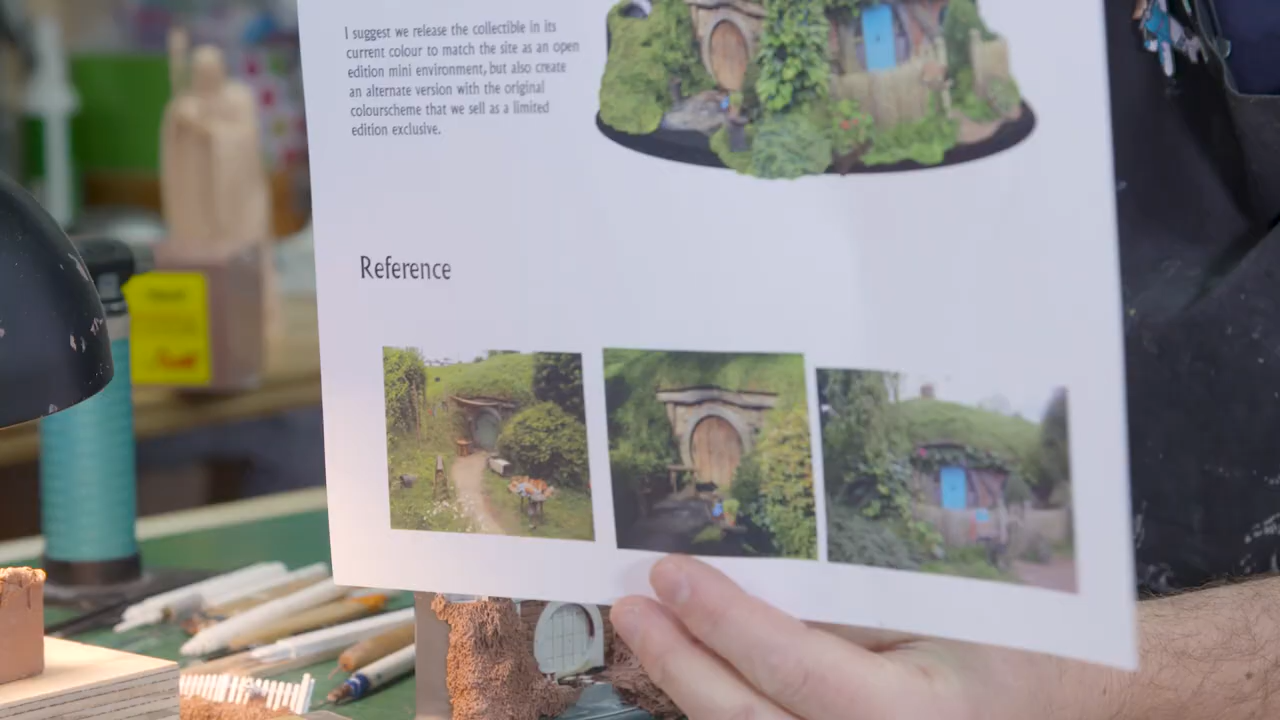 I suggest we release the collectible in its
current colour to match the site as an open
edition mini environment, but also create
an alternate version with the original
colourscheme that we sell as a limited
edition exclusive.
Reference